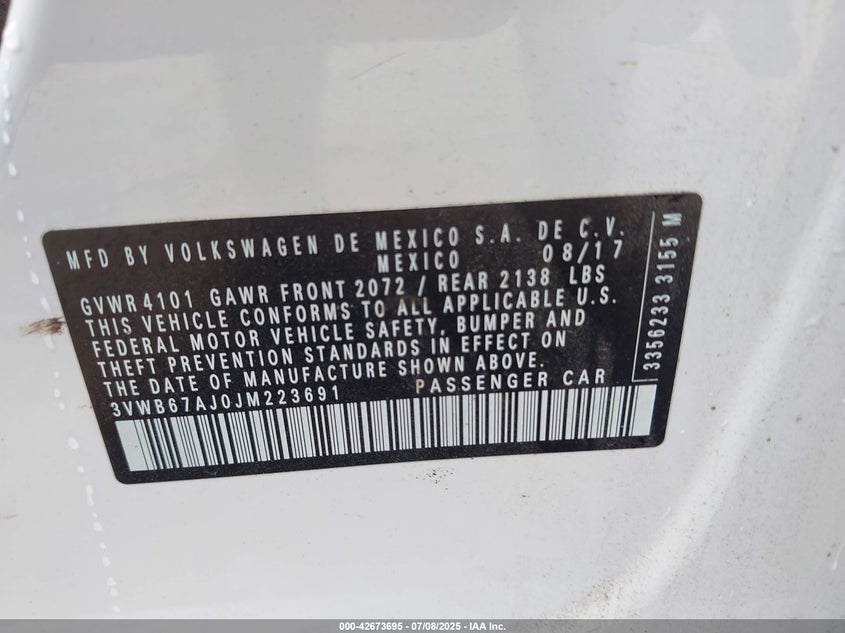 MFD BY VOLKSWAGEN DE MEXICO S.A. DE C.V.
MEXICO 08/17
GVWR4101 GAWR FRONT 2072 / REAR 2138 LBS
THIS VEHICLE CONFORMS TO ALL APPLICABLE U.S.
FEDERAL MOTOR VEHICLE SAFETY, BUMPER AND
THEFT PREVENTION STANDARDS IN EFFECT ON
THE DATE OF MANUFACTURE SHOWN ABOVE.
3VWB67AJ0JM223691 PASSENGER CAR
3356233 3155 M
000-42673695 - 07/08/2025 - IAA Inc.